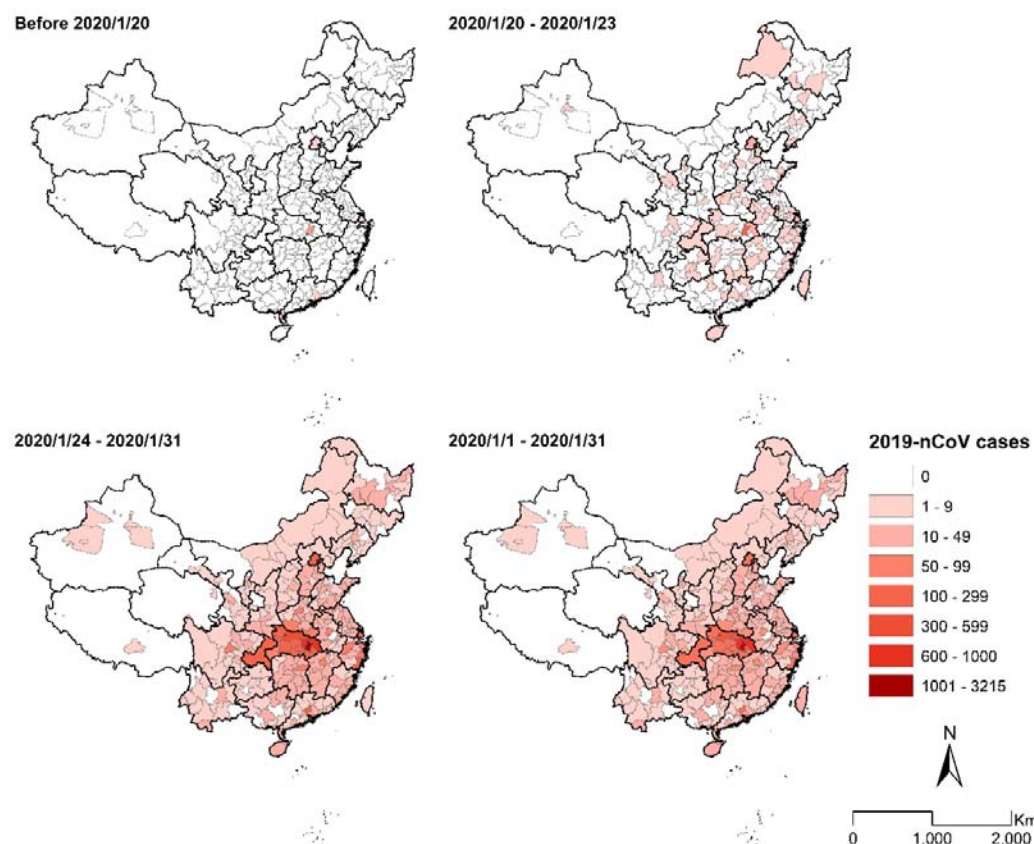 Before 2020/1/20
2020/1/20 - 2020/1/23
2020/1/24 - 2020/1/31
2020/1/1 - 2020/1/31
2019-nCoV cases
0
1 - 9
10 - 49
50 - 99
100 - 299
300 - 599
600 - 1000
1001 - 3215
N
Km
0 1,000 2,000